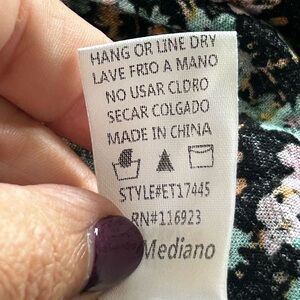 HANG OR LINE DRY
LAVE FRIO A MANO
NO USAR CLDRO
SECAR COLGADO
MADE IN CHINA
STYLE#ET17445
RN#116923
Mediano